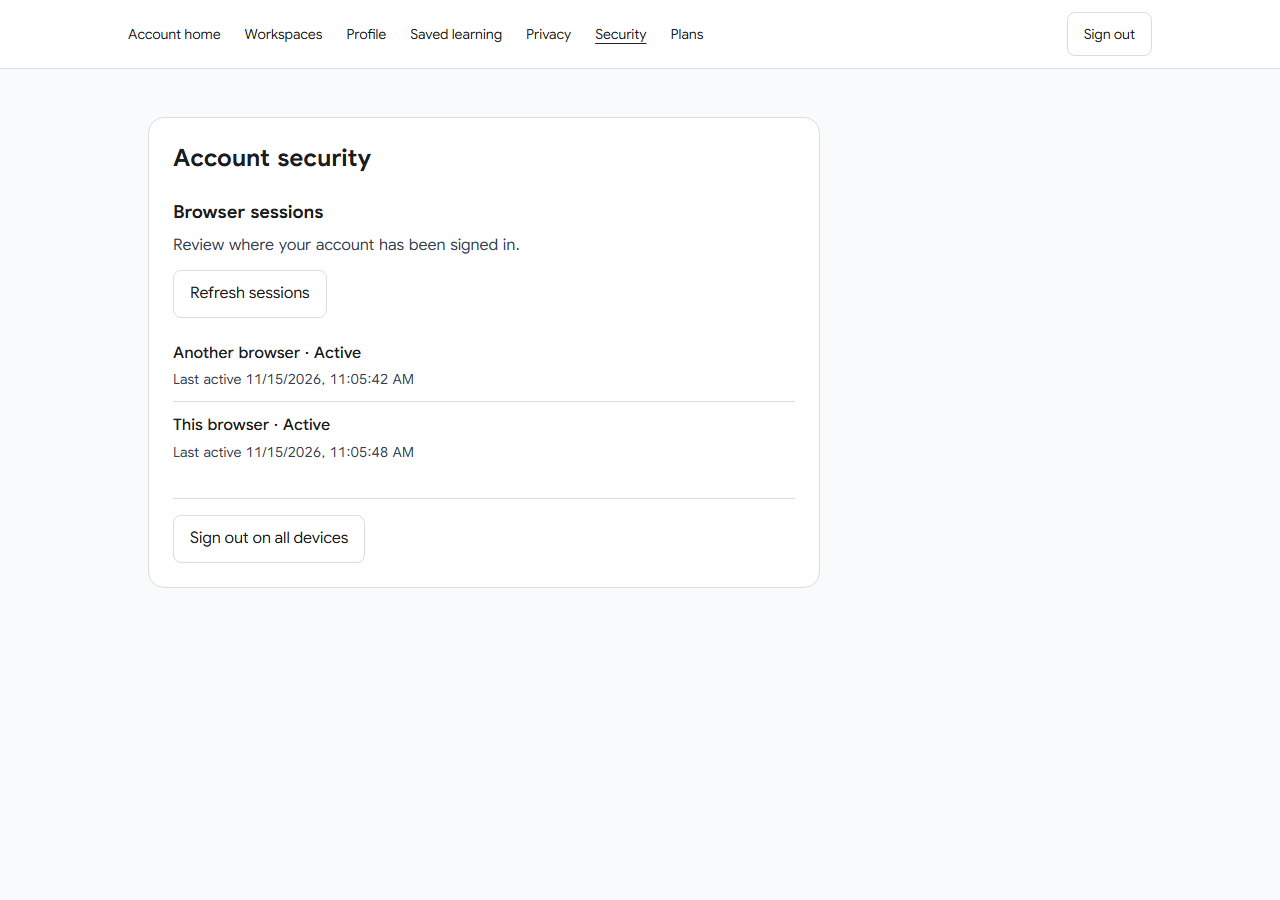 Account home
Workspaces
Profile
Saved learning
Privacy
Security
Plans
Sign out
Account security
Browser sessions
Review where your account has been signed in.
Refresh sessions
Another browser · Active
Last active 11/15/2026, 11:05:42 AM
This browser · Active
Last active 11/15/2026, 11:05:48 AM
Sign out on all devices